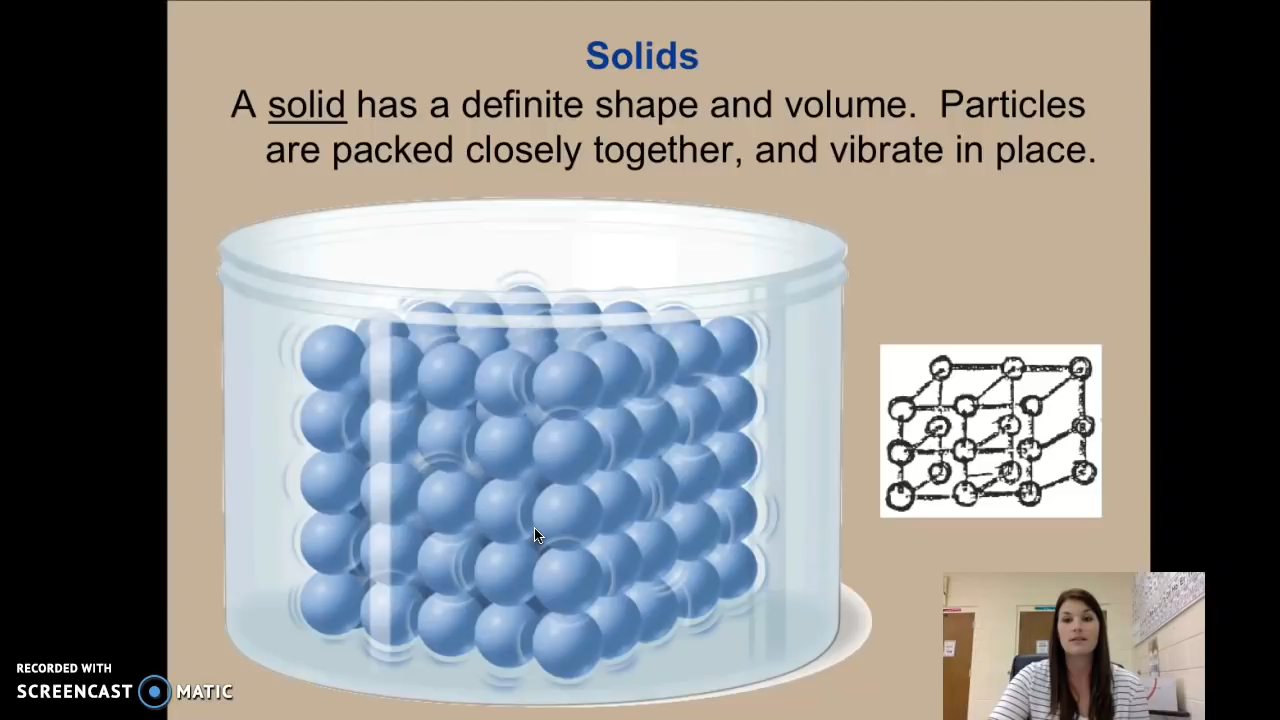 Solids
A solid has a definite shape and volume. Particles
are packed closely together, and vibrate in place.
RECORDED WITH
SCREENCAST MATIC